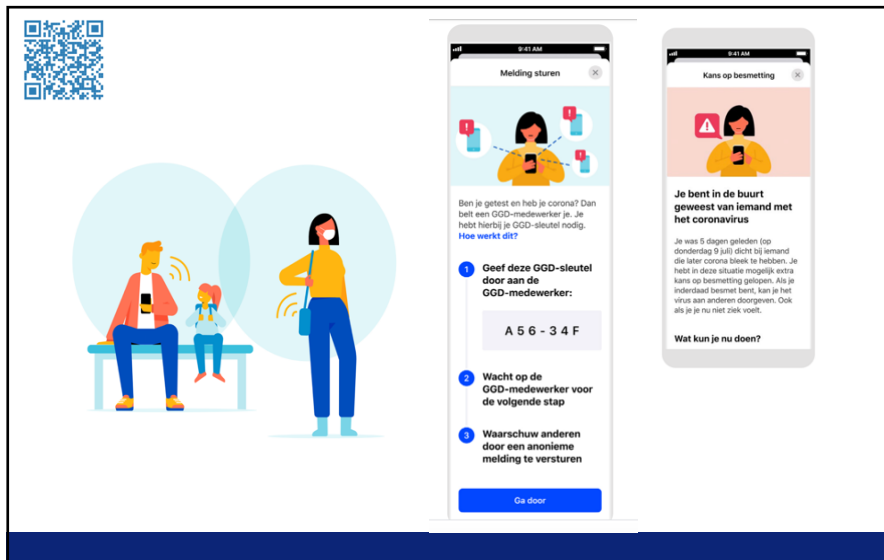 9:41 AM
Melding sturen
Ben je getest en heb je corona? Dan
belt een GGD-medewerker je. Je
hebt hierbij je GGD-sleutel nodig.
Hoe werkt dit?
1 Geef deze GGD-sleutel
door aan de
GGD-medewerker:
A56-34F
2 Wacht op de
GGD-medewerker voor
de volgende stap
3 Waarschuw anderen
door een anonieme
melding te versturen
Ga door
9:41 AM
Kans op besmetting
Je bent in de buurt
geweest van iemand met
het coronavirus
Je was 5 dagen geleden (op
donderdag 9 juli) dicht bij iemand
die later corona bleek te hebben. Je
hebt in deze situatie mogelijk extra
kans op besmetting gelopen. Als je
inderdaad besmet bent, kan je het
virus aan anderen doorgeven. Ook
als je je nu niet ziek voelt.
Wat kun je nu doen?